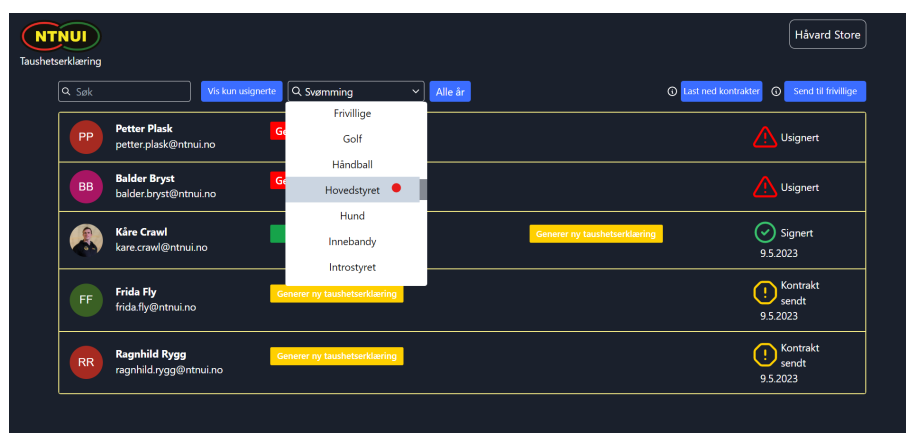 NTNUI
Håvard Store
Taushetserklæring
Søk
Vis kun usignerte
Svømming
Alle år
Last ned kontrakter
Send til frivillige
Frivillige
Golf
Håndball
Hovedstyret
Hund
Innebandy
Introstyret
PP
Petter Plask
petter.plask@ntnui.no
Ge
Usignert
BB
Balder Bryst
balder.bryst@ntnui.no
Ge
Usignert
Kåre Crawl
kare.crawl@ntnui.no
Generer ny taushetserklæring
Signert
9.5.2023
FF
Frida Fly
frida.fly@ntnui.no
Generer ny taushetserklæring
Kontrakt
sendt
9.5.2023
RR
Ragnhild Rygg
ragnhild.rygg@ntnui.no
Generer ny taushetserklæring
Kontrakt
sendt
9.5.2023